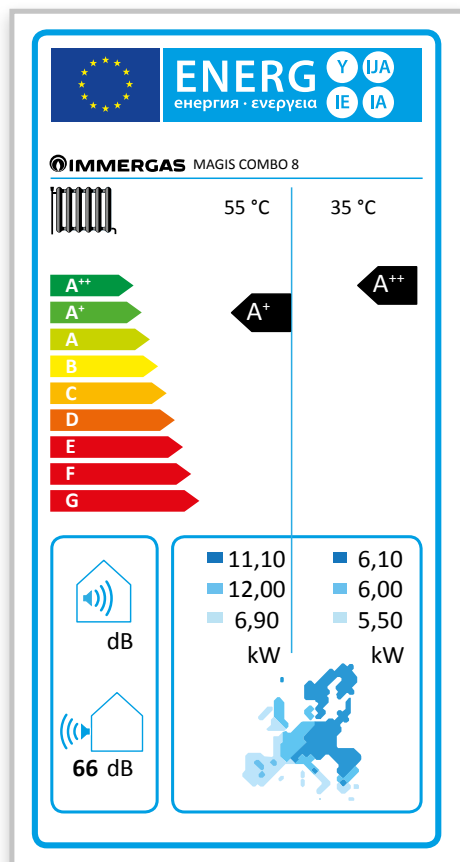 ENERG Y IJA
енергия · ενεργεια IE IA
IMMERGAS MAGIS COMBO 8
55 °C 35 °C
A++ A++
A+ A+
A
B
C
D
E
F
G
11,10 6,10
12,00 6,00
6,90 5,50
kW kW
dB
66 dB